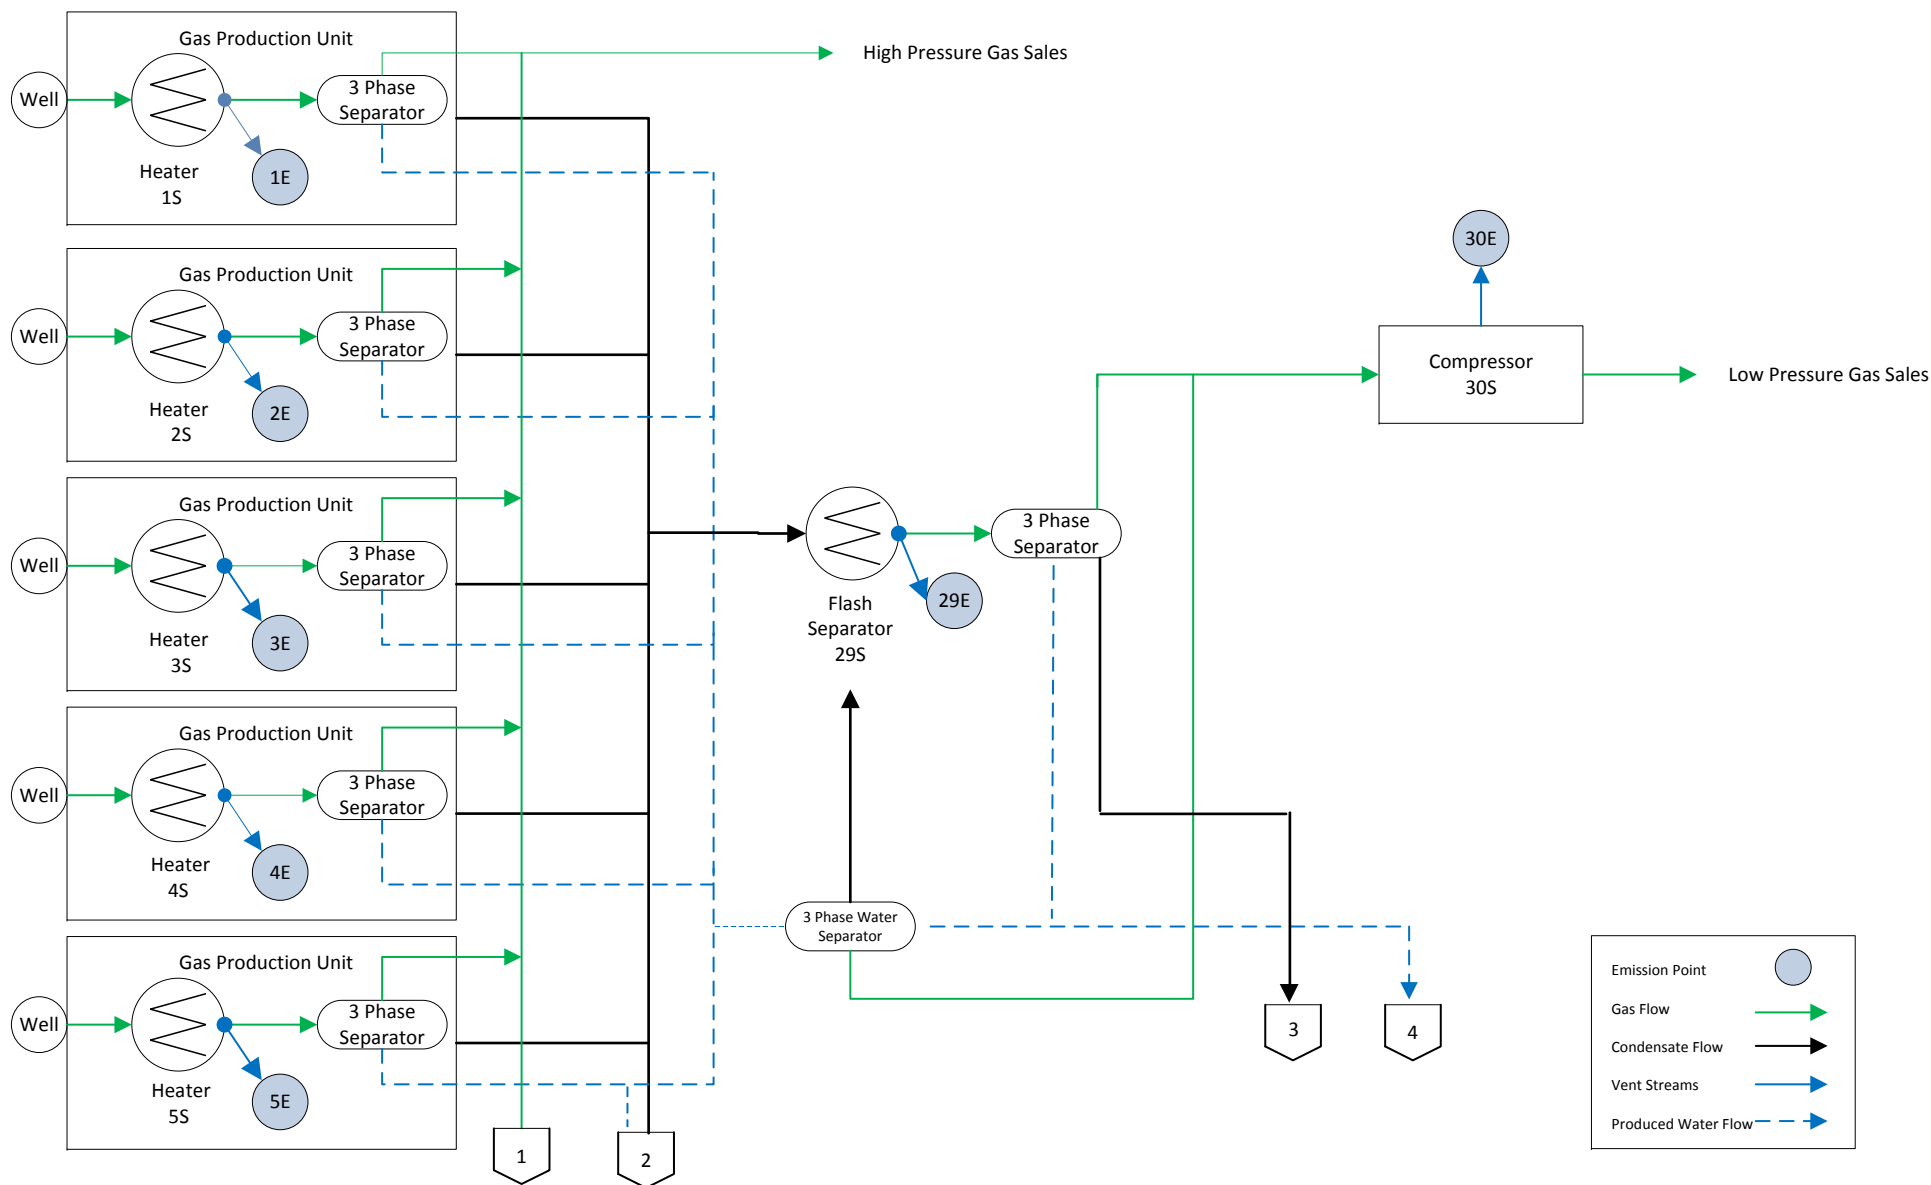 Gas Production Unit
Well
3 Phase
Separator
Heater
1S
1E
High Pressure Gas Sales
Gas Production Unit
Well
3 Phase
Separator
Heater
2S
2E
Gas Production Unit
Well
3 Phase
Separator
Heater
3S
3E
Gas Production Unit
Well
3 Phase
Separator
Heater
4S
4E
Gas Production Unit
Well
3 Phase
Separator
Heater
5S
5E
1
2
Flash
Separator
29S
29E
3 Phase
Separator
3 Phase Water
Separator
30E
Compressor
30S
Low Pressure Gas Sales
3
4
Emission Point
Gas Flow
Condensate Flow
Vent Streams
Produced Water Flow